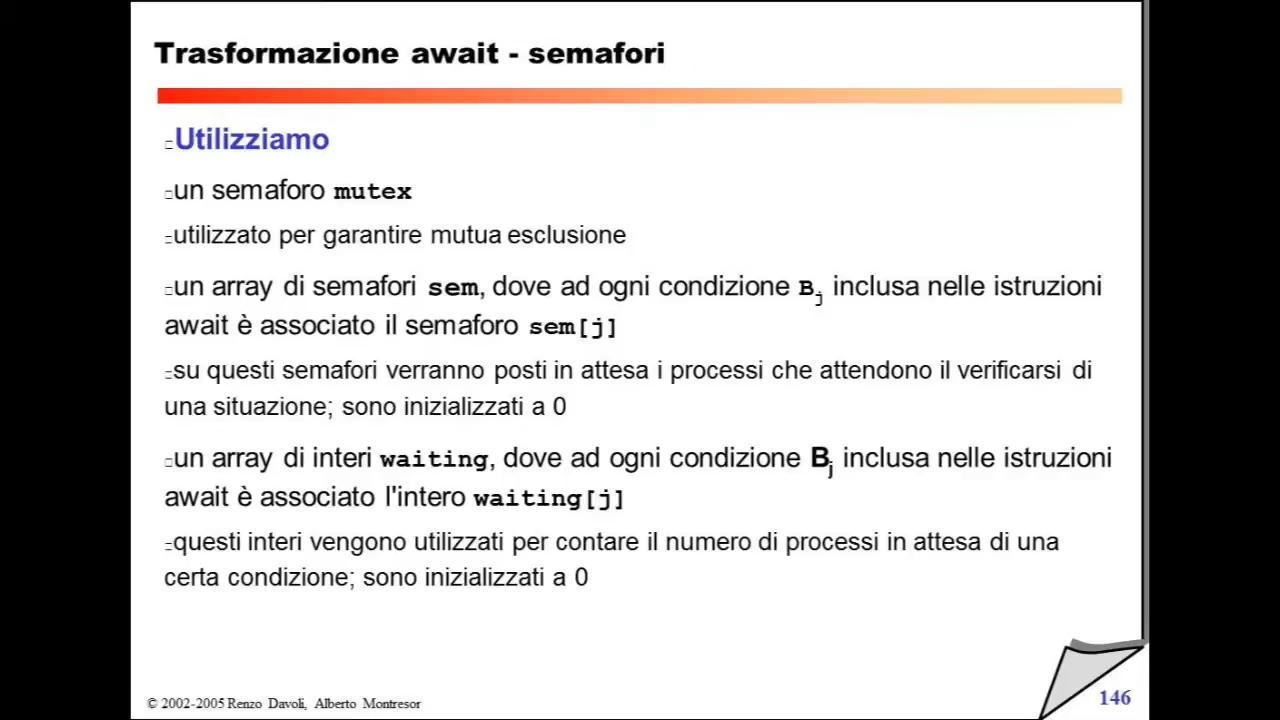 Trasformazione await - semafori
Utilizziamo
un semaforo mutex
utilizzato per garantire mutua esclusione
un array di semafori sem, dove ad ogni condizione Bj inclusa nelle istruzioni
await è associato il semaforo sem[j]
su questi semafori verranno posti in attesa i processi che attendono il verificarsi di
una situazione; sono inizializzati a 0
un array di interi waiting, dove ad ogni condizione Bj inclusa nelle istruzioni
await è associato l'intero waiting[j]
questi interi vengono utilizzati per contare il numero di processi in attesa di una
certa condizione; sono inizializzati a 0
© 2002-2005 Renzo Davoli, Alberto Montresor
146